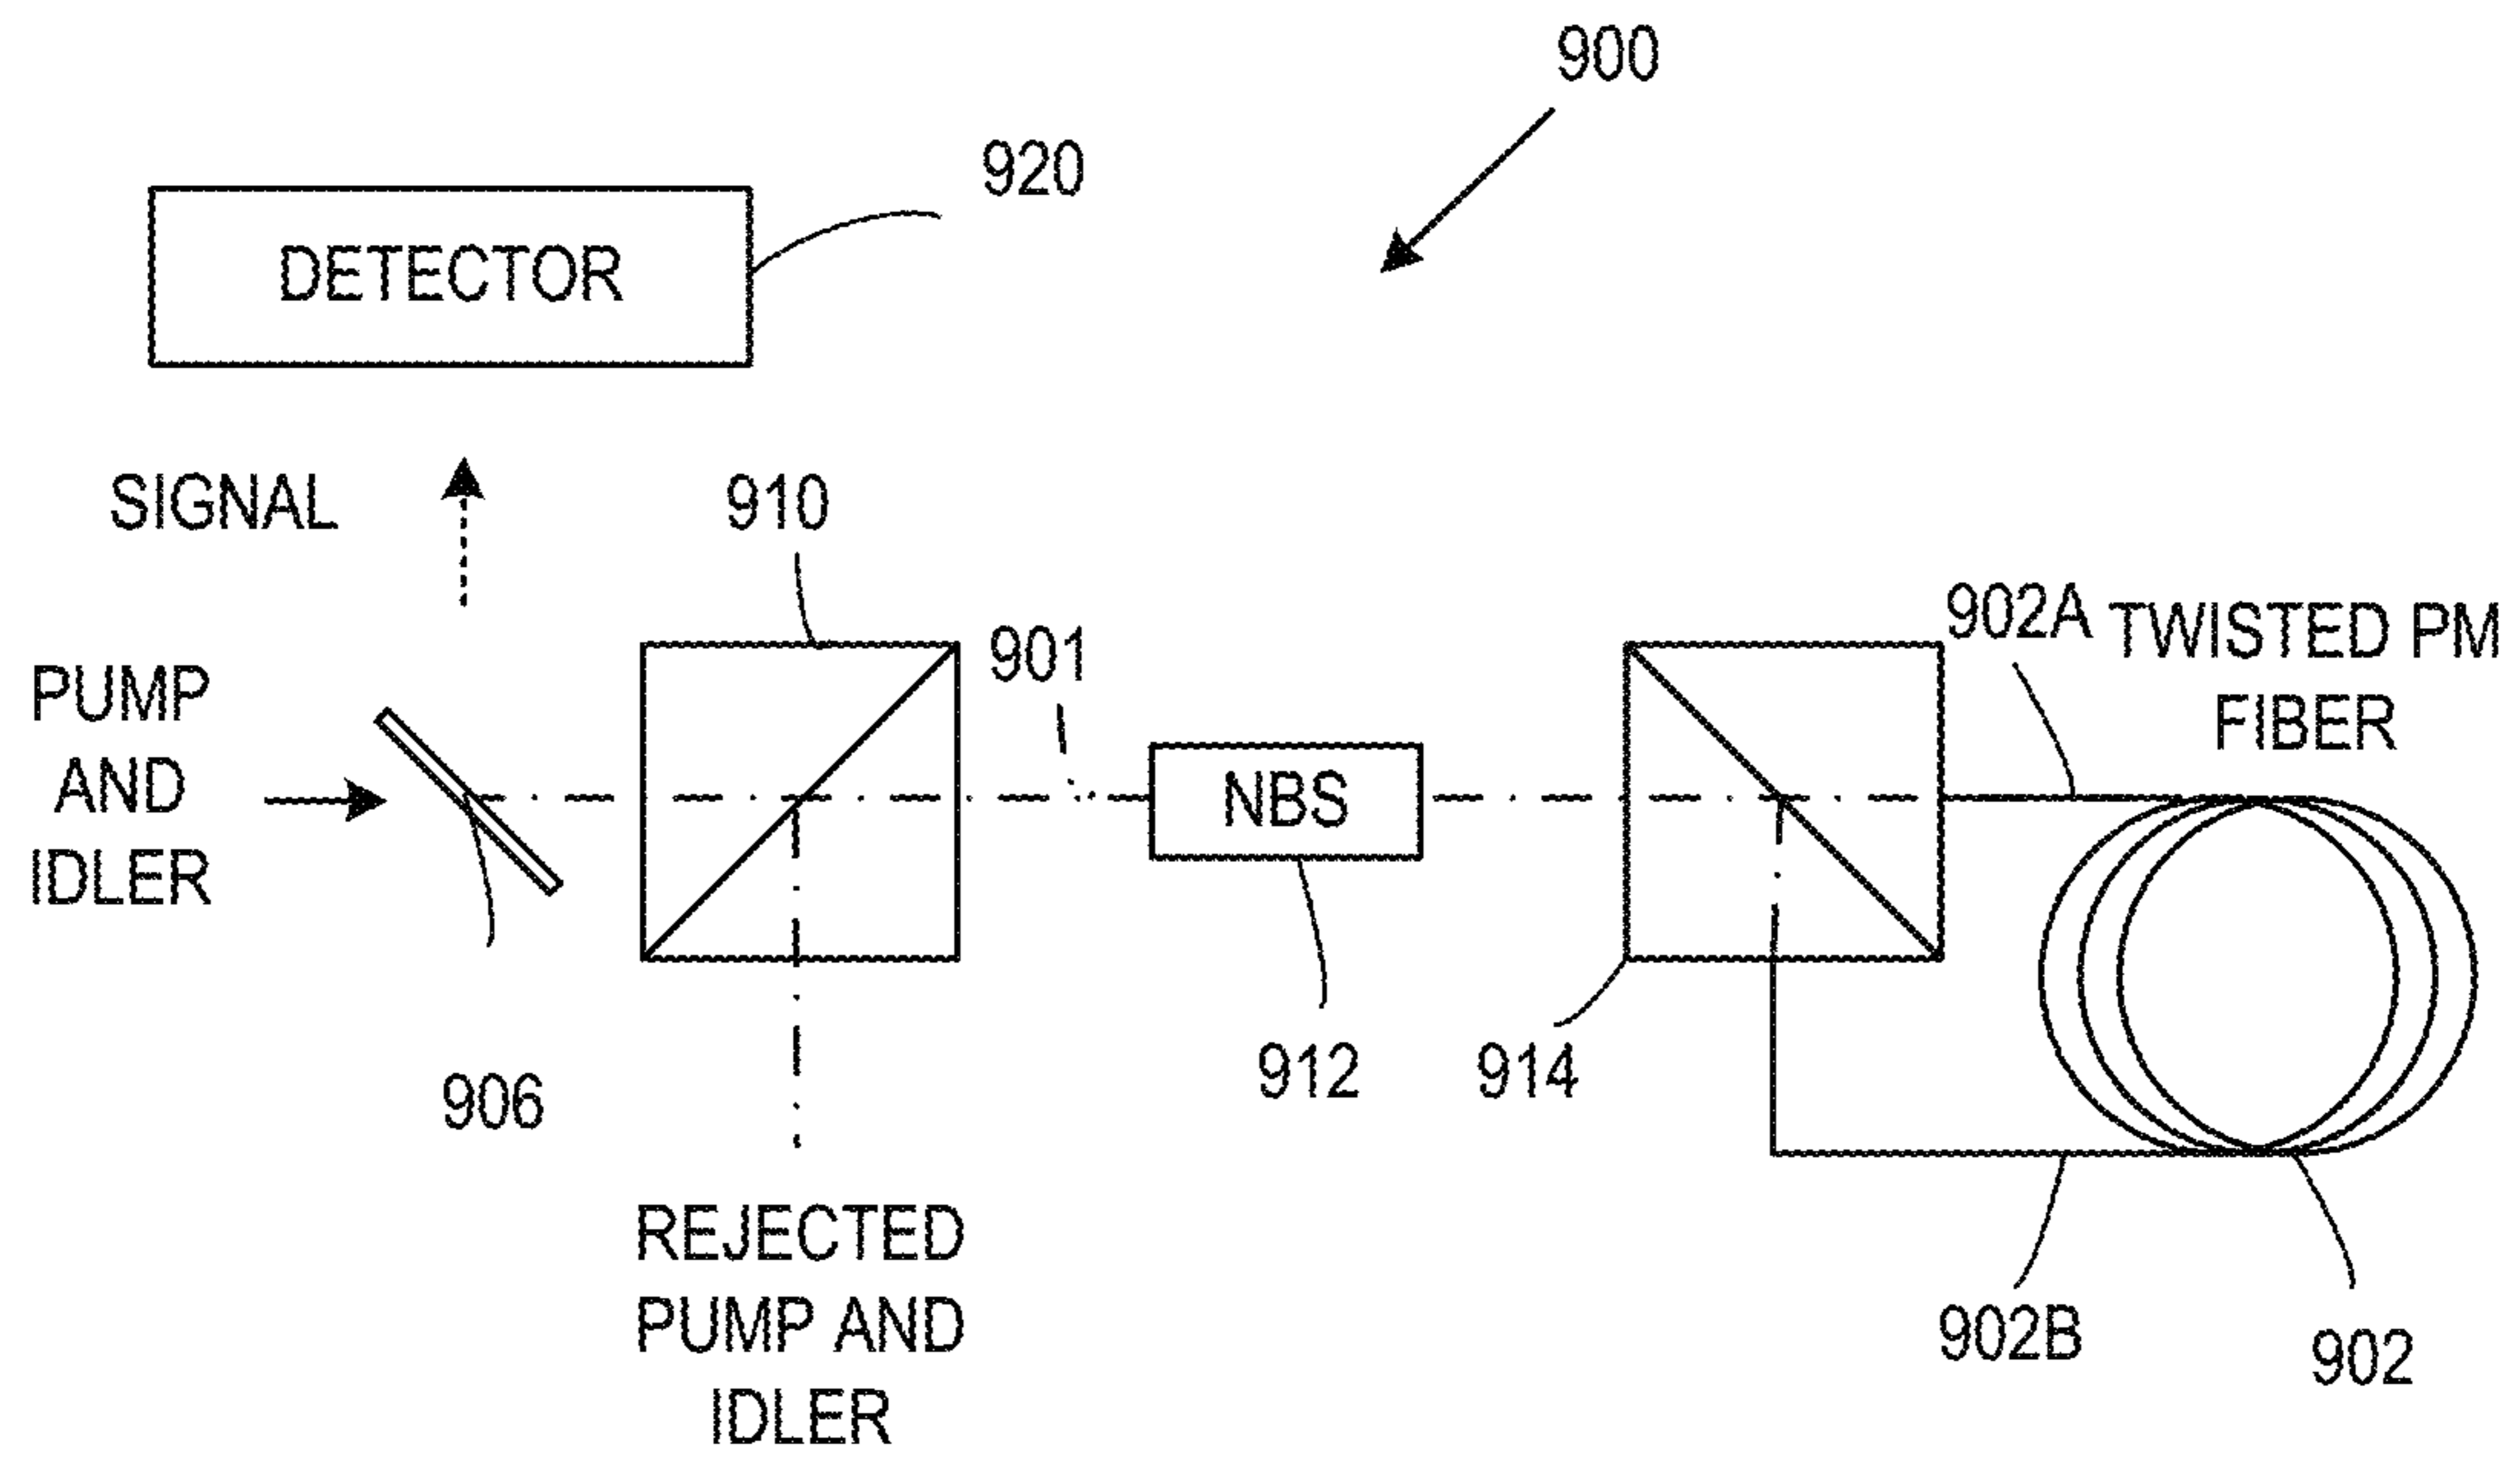 900
920
DETECTOR
SIGNAL
910
901
902A
TWISTED PM
FIBER
PUMP
AND
IDLER
NBS
906
912
914
REJECTED
PUMP AND
IDLER
902B
902